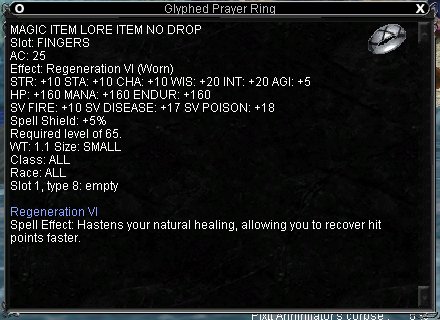 O Glyphed Prayer Ring X
MAGIC ITEM LORE ITEM NO DROP
Slot: FINGERS
AC: 25
Effect: Regeneration VI (Worn)
STR: +10 STA: +10 CHA: +10 WIS: +20 INT: +20 AGI: +5
HP: +160 MANA: +160 ENDUR: +160
SV FIRE: +10 SV DISEASE: +17 SV POISON: +18
Spell Shield: +5%
Required level of 65.
WT: 1.1 Size: SMALL
Class: ALL
Race: ALL
Slot 1, type 8: empty
Regeneration VI
Spell Effect: Hastens your natural healing, allowing you to recover hit
points faster.
corpse